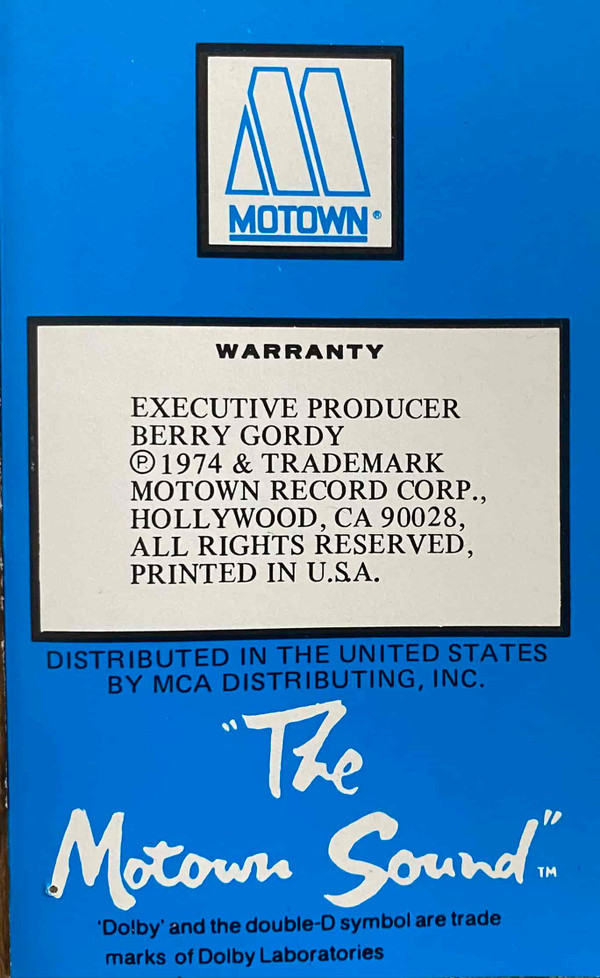 MOTOWN®
WARRANTY
EXECUTIVE PRODUCER
BERRY GORDY
℗ 1974 & TRADEMARK
MOTOWN RECORD CORP.,
HOLLYWOOD, CA 90028,
ALL RIGHTS RESERVED,
PRINTED IN U.S.A.
DISTRIBUTED IN THE UNITED STATES
BY MCA DISTRIBUTING, INC.
"The
Motown Sound"™
'Dolby' and the double-D symbol are trade
marks of Dolby Laboratories